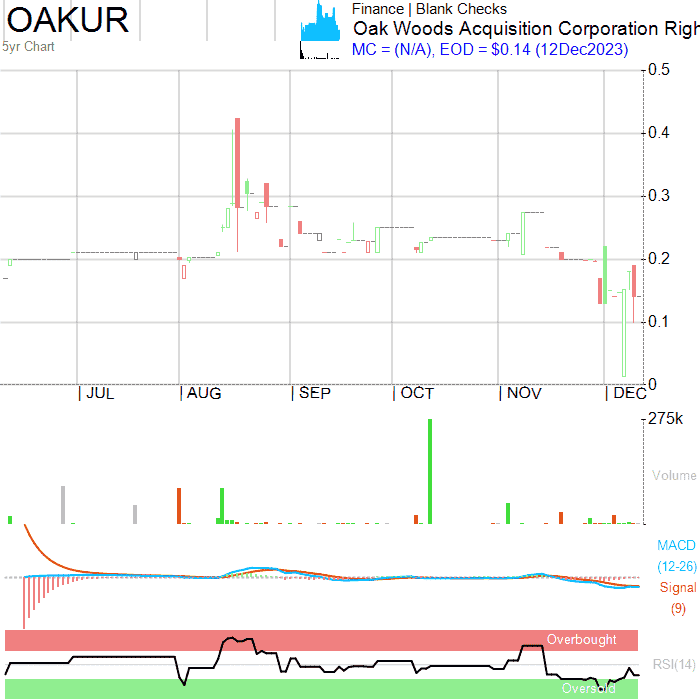 OAKUR
5yr Chart
Finance | Blank Checks
Oak Woods Acquisition Corporation Righ
MC = (N/A), EOD = $0.14 (12Dec2023)
0.5
0.4
0.3
0.2
0.1
0
| JUL | AUG | SEP | OCT | NOV | DEC
275k
Volume
MACD
(12-26)
Signal
(9)
Overbought
RSI(14)
Oversold